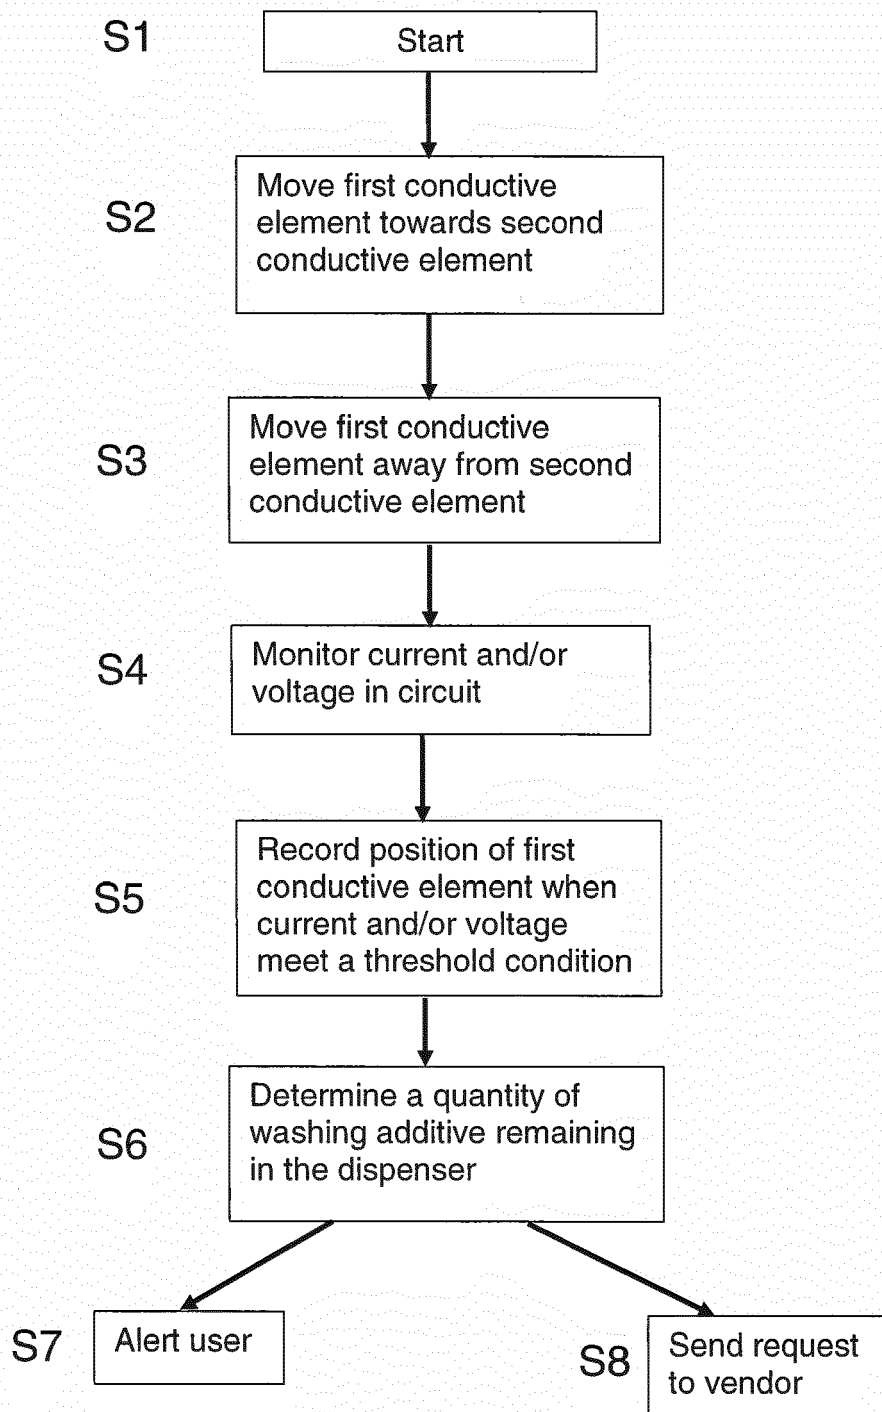 S1
Start
S2
Move first conductive
element towards second
conductive element
S3
Move first conductive
element away from second
conductive element
S4
Monitor current and/or
voltage in circuit
S5
Record position of first
conductive element when
current and/or voltage
meet a threshold condition
S6
Determine a quantity of
washing additive remaining
in the dispenser
S7
Alert user
S8
Send request
to vendor